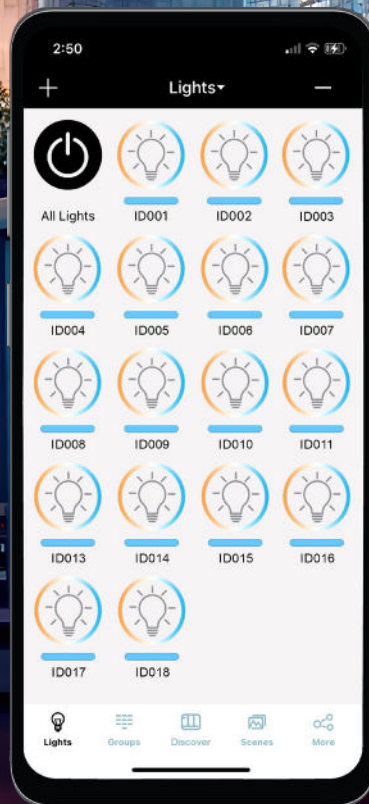 2:50
Lights
All Lights
ID001
ID002
ID003
ID004
ID005
ID006
ID007
ID008
ID009
ID010
ID011
ID013
ID014
ID015
ID016
ID017
ID018
Lights
Groups
Discover
Scenes
More